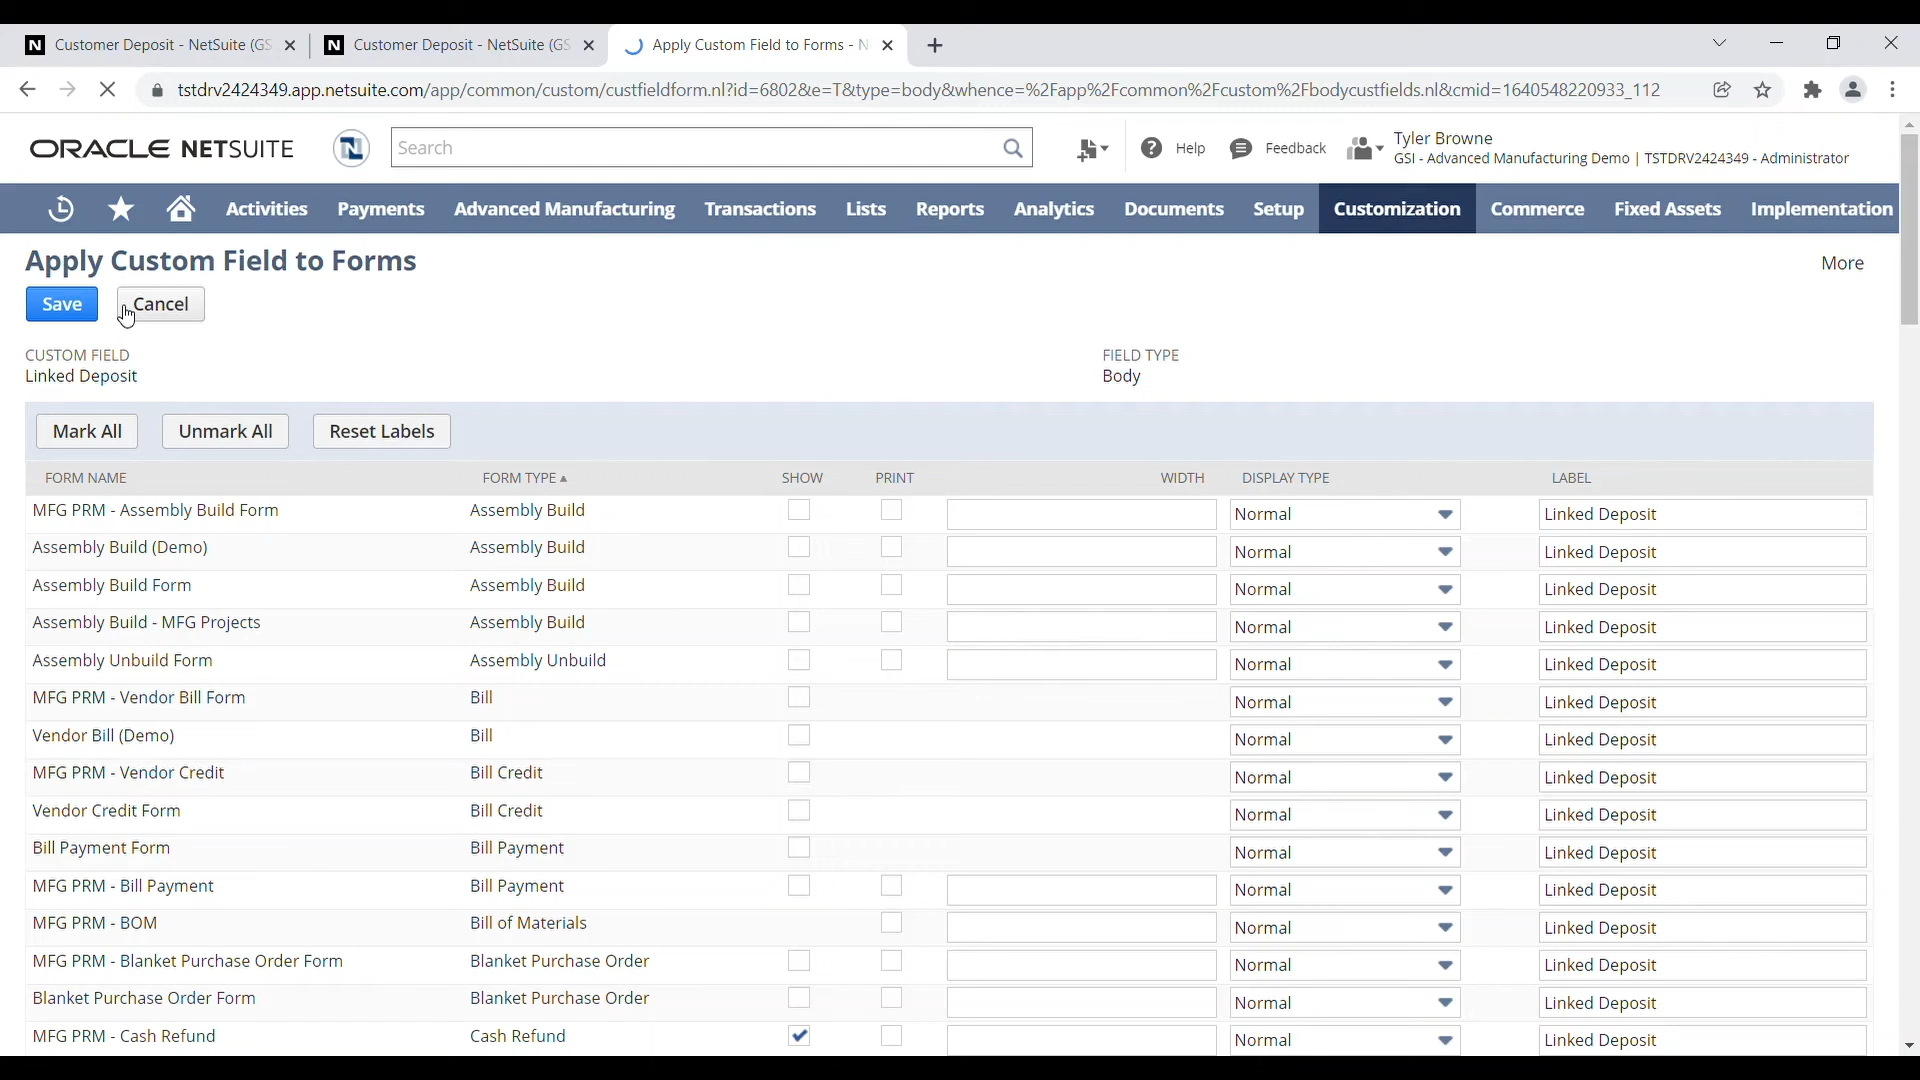 Customer Deposit - NetSuite (GS
Customer Deposit - NetSuite (GS
Apply Custom Field to Forms - N
tstdrv2424349.app.netsuite.com/app/common/custom/custfieldform.nl?id=6802&e=T&type=body&whence=%2Fapp%2Fcommon%2Fcustom%2Fbodycustfields.nl&cmid=1640548220933_112
ORACLE NETSUITE
Search
Help
Feedback
Tyler Browne
GSI - Advanced Manufacturing Demo | TSTDRV2424349 - Administrator
Activities Payments Advanced Manufacturing Transactions Lists Reports Analytics Documents Setup Customization Commerce Fixed Assets Implementation
Apply Custom Field to Forms
More
Save Cancel
CUSTOM FIELD FIELD TYPE
Linked Deposit Body
Mark All Unmark All Reset Labels
FORM NAME FORM TYPE SHOW PRINT WIDTH DISPLAY TYPE LABEL
MFG PRM - Assembly Build Form Assembly Build Normal Linked Deposit
Assembly Build (Demo) Assembly Build Normal Linked Deposit
Assembly Build Form Assembly Build Normal Linked Deposit
Assembly Build - MFG Projects Assembly Build Normal Linked Deposit
Assembly Unbuild Form Assembly Unbuild Normal Linked Deposit
MFG PRM - Vendor Bill Form Bill Normal Linked Deposit
Vendor Bill (Demo) Bill Normal Linked Deposit
MFG PRM - Vendor Credit Bill Credit Normal Linked Deposit
Vendor Credit Form Bill Credit Normal Linked Deposit
Bill Payment Form Bill Payment Normal Linked Deposit
MFG PRM - Bill Payment Bill Payment Normal Linked Deposit
MFG PRM - BOM Bill of Materials Normal Linked Deposit
MFG PRM - Blanket Purchase Order Form Blanket Purchase Order Normal Linked Deposit
Blanket Purchase Order Form Blanket Purchase Order Normal Linked Deposit
MFG PRM - Cash Refund Cash Refund Normal Linked Deposit